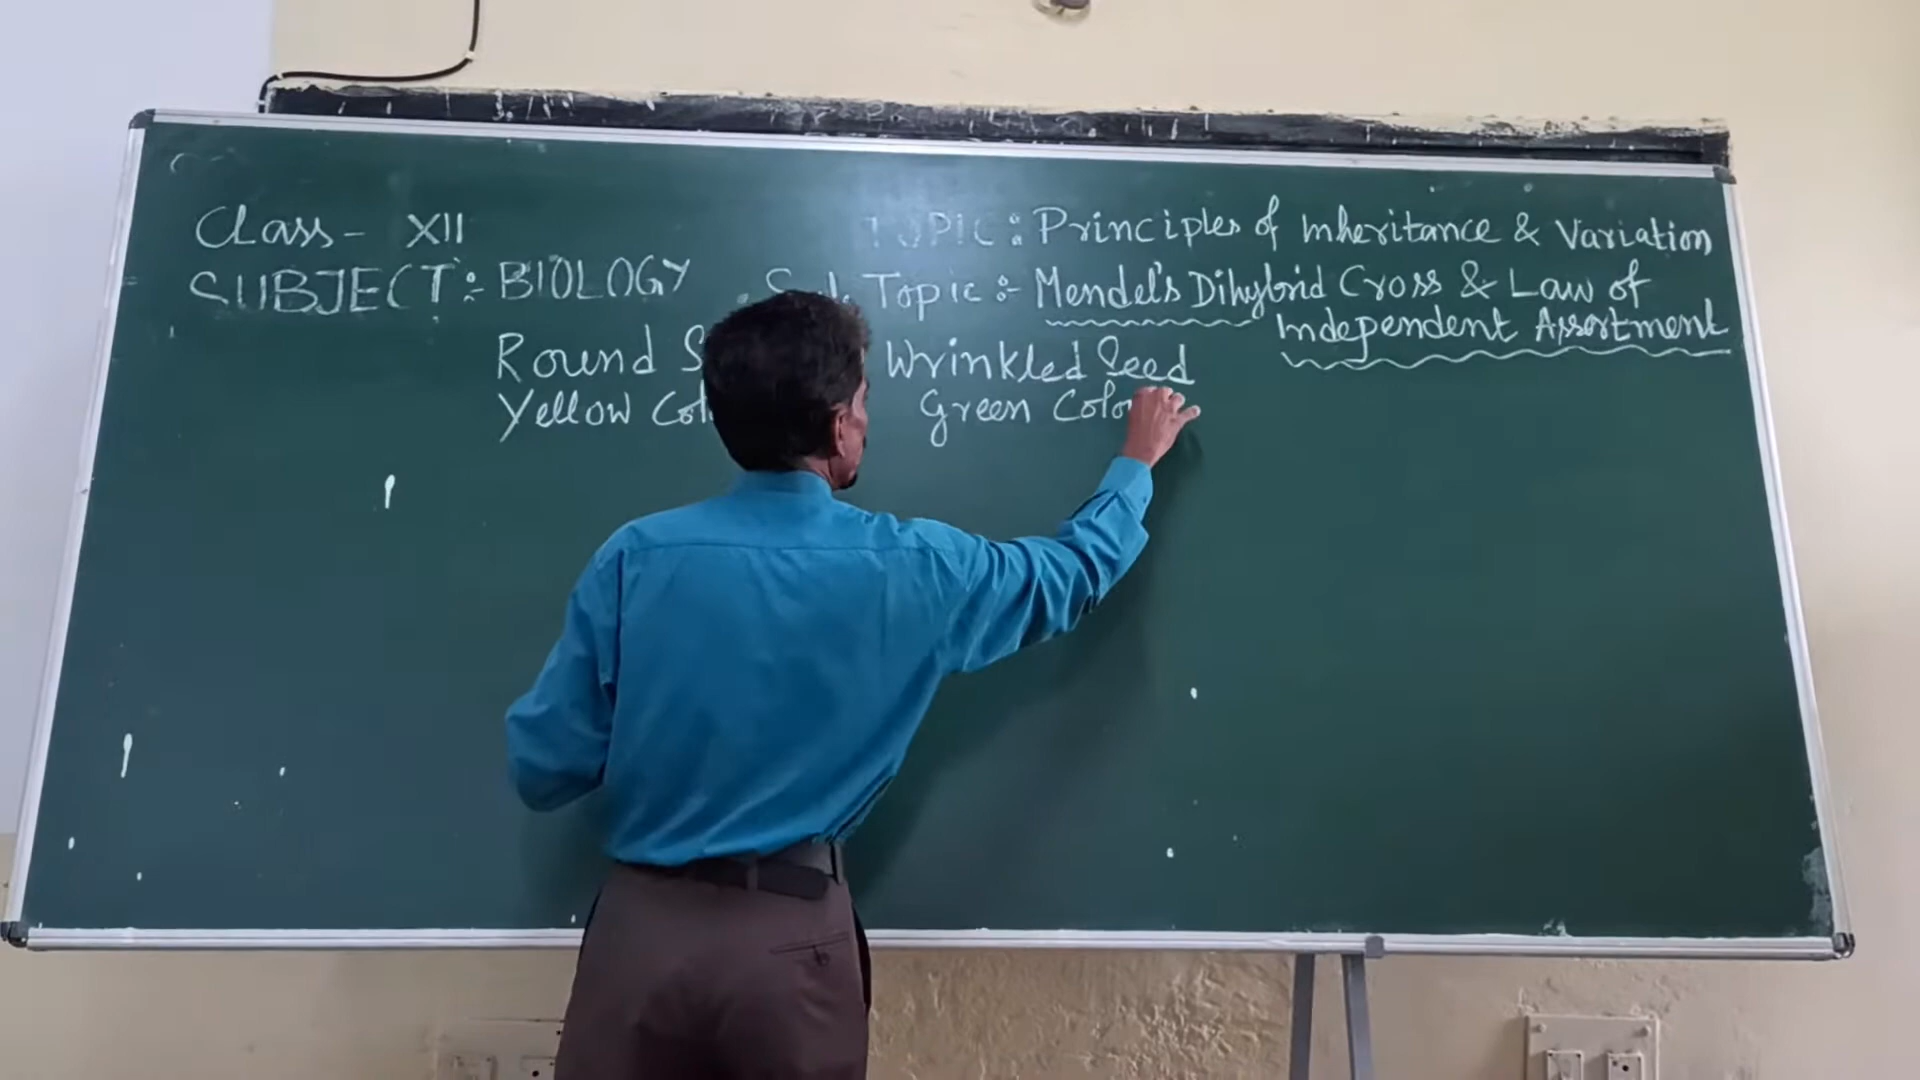 Class - XII
TOPIC : Principles of Inheritance & Variation
SUBJECT :- BIOLOGY
Topic :- Mendel's Dihybrid Cross & Law of
Independent Assortment
Round Wrinkled Seed
Yellow Green